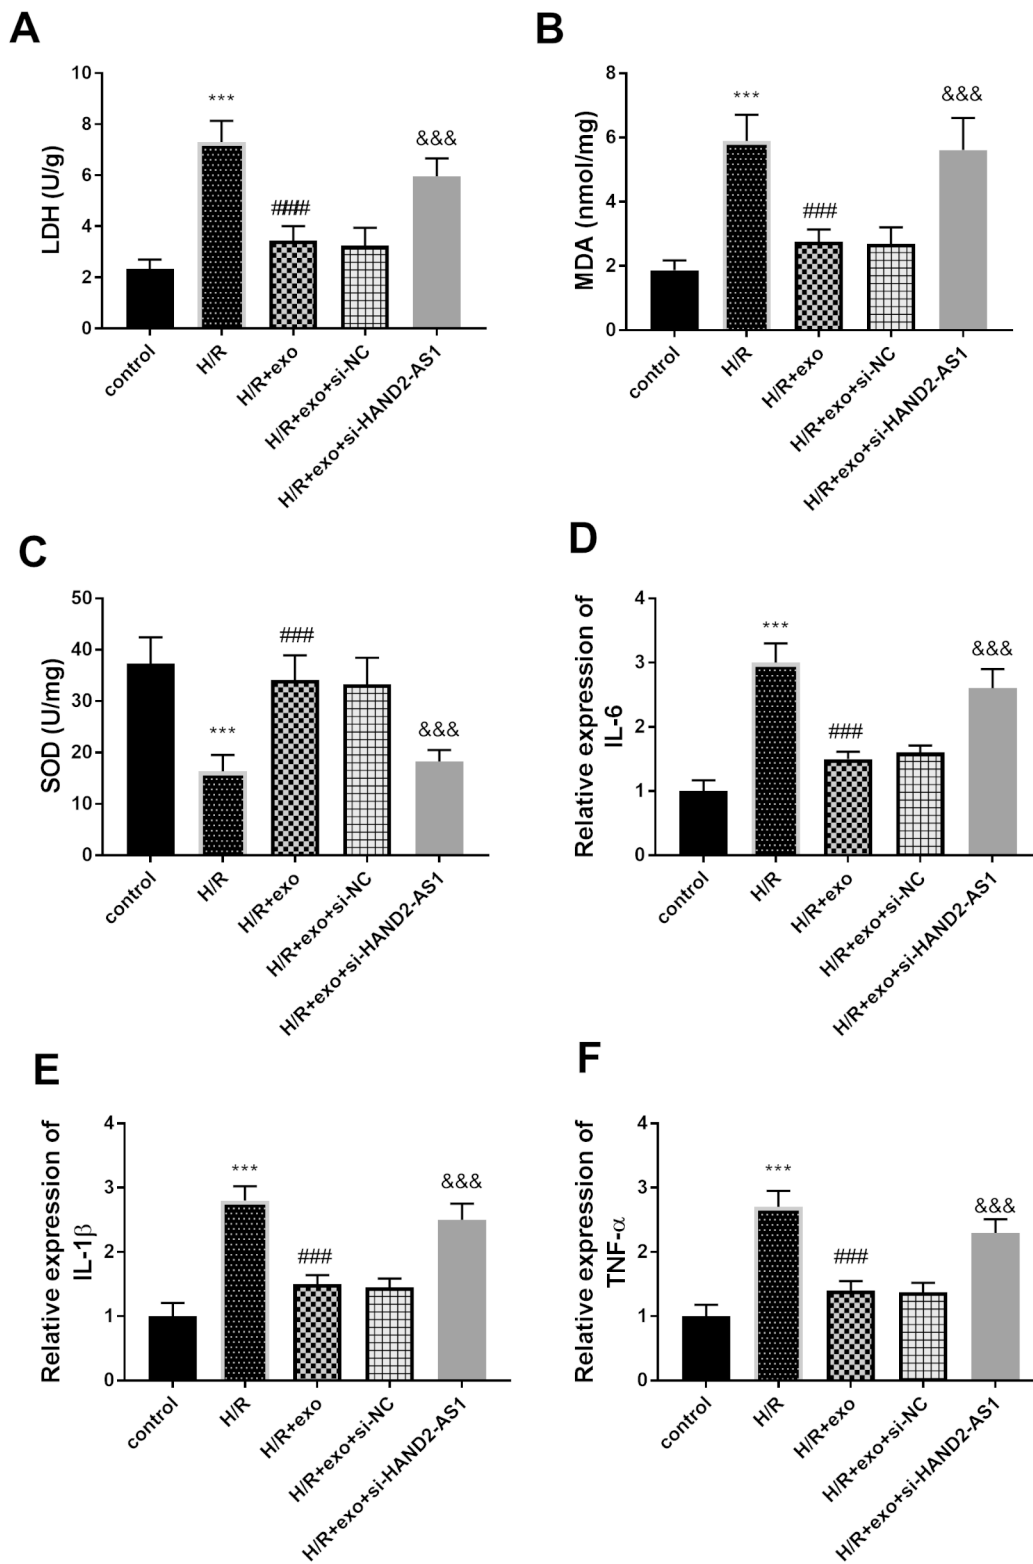 A
LDH (U/g)
10
8
6
4
2
0
***
###
&&&
control
H/R
H/R+exo
H/R+exo+si-NC
H/R+exo+si-HAND2-AS1
B
MDA (nmol/mg)
8
6
4
2
0
***
###
&&&
control
H/R
H/R+exo
H/R+exo+si-NC
H/R+exo+si-HAND2-AS1
C
SOD (U/mg)
50
40
30
20
10
0
***
###
&&&
control
H/R
H/R+exo
H/R+exo+si-NC
H/R+exo+si-HAND2-AS1
D
Relative expression of
IL-6
4
3
2
1
0
***
###
&&&
control
H/R
H/R+exo
H/R+exo+si-NC
H/R+exo+si-HAND2-AS1
E
Relative expression of
IL-1β
4
3
2
1
0
***
###
&&&
control
H/R
H/R+exo
H/R+exo+si-NC
H/R+exo+si-HAND2-AS1
F
Relative expression of
TNF-α
4
3
2
1
0
***
###
&&&
control
H/R
H/R+exo
H/R+exo+si-NC
H/R+exo+si-HAND2-AS1